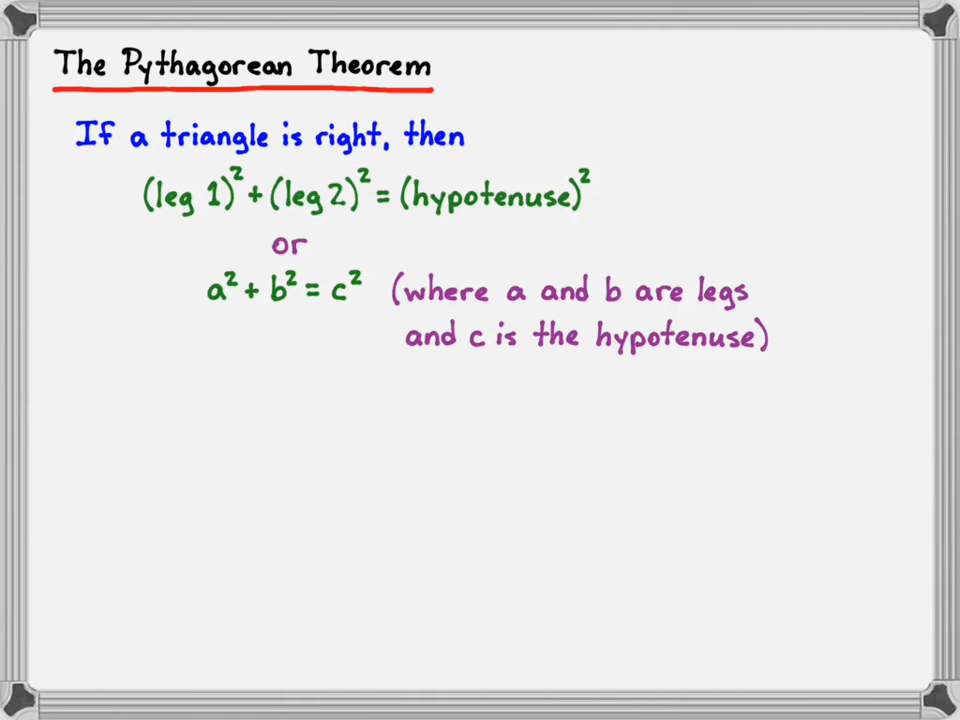 The Pythagorean Theorem
If a triangle is right, then
(leg 1)² + (leg 2)² = (hypotenuse)²
or
a² + b² = c² (where a and b are legs
and c is the hypotenuse)